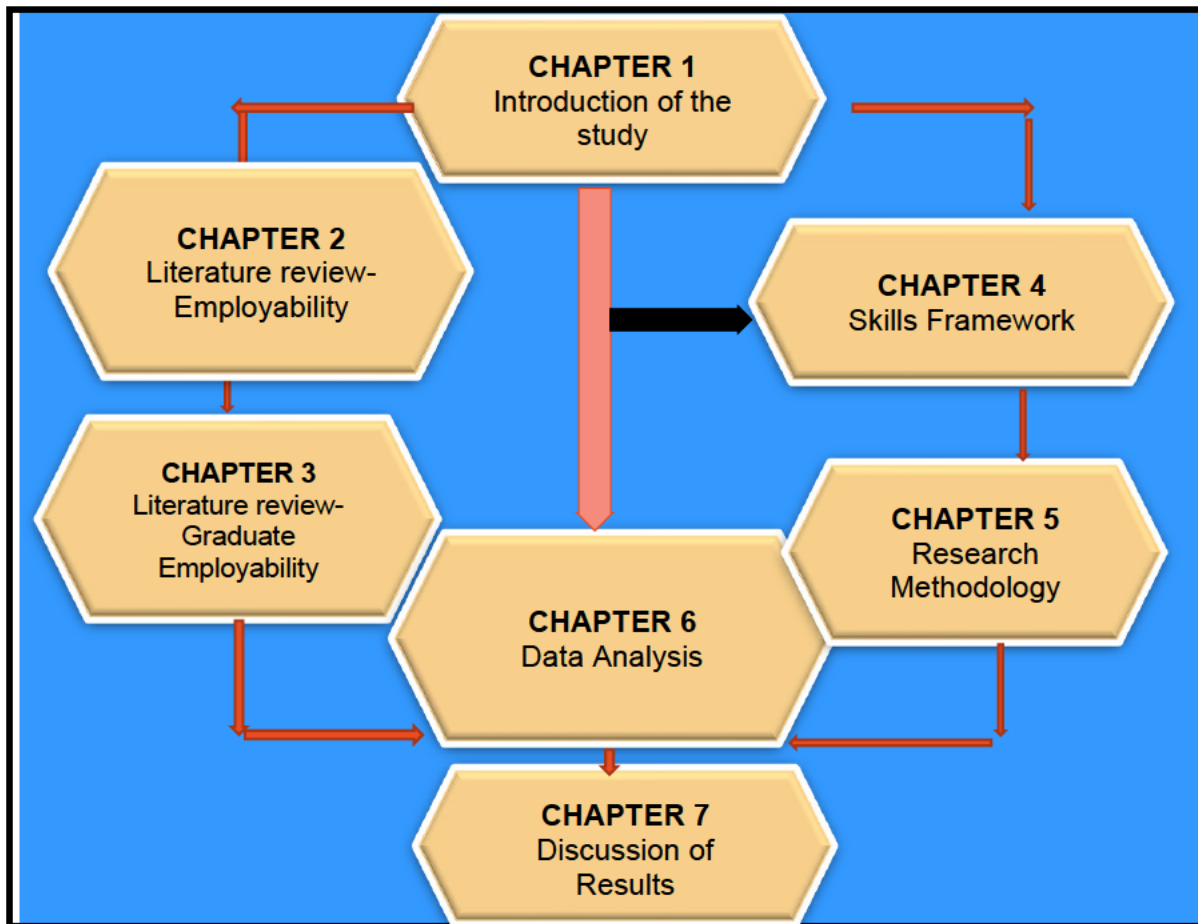 CHAPTER 1
Introduction of the
study
CHAPTER 2
Literature review-
Employability
CHAPTER 3
Literature review-
Graduate
Employability
CHAPTER 4
Skills Framework
CHAPTER 5
Research
Methodology
CHAPTER 6
Data Analysis
CHAPTER 7
Discussion of
Results